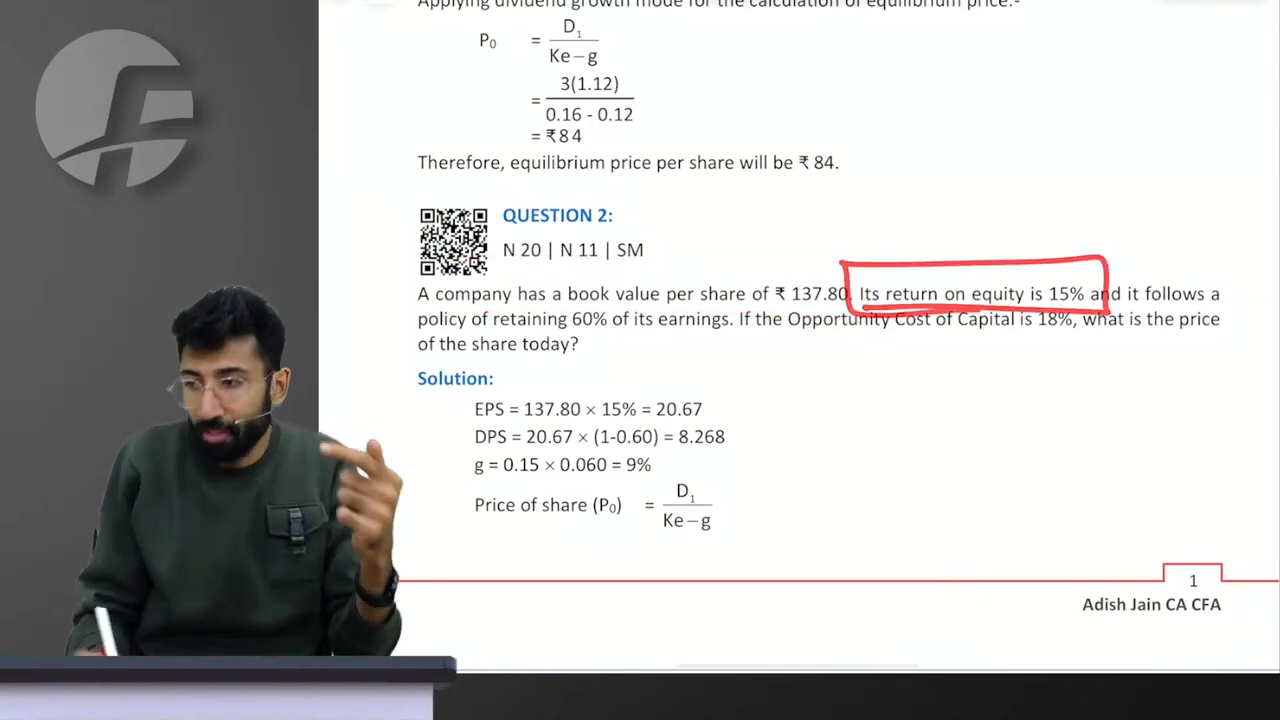 Applying dividend growth mode for the calculation of equilibrium price:-
P₀ = D₁ / Ke – g
= 3(1.12) / 0.16 - 0.12
= ₹84
Therefore, equilibrium price per share will be ₹ 84.
QUESTION 2:
N 20 | N 11 | SM
A company has a book value per share of ₹ 137.80. Its return on equity is 15% and it follows a
policy of retaining 60% of its earnings. If the Opportunity Cost of Capital is 18%, what is the price
of the share today?
Solution:
EPS = 137.80 × 15% = 20.67
DPS = 20.67 × (1-0.60) = 8.268
g = 0.15 × 0.060 = 9%
Price of share (P₀) = D₁ / Ke – g
1
Adish Jain CA CFA